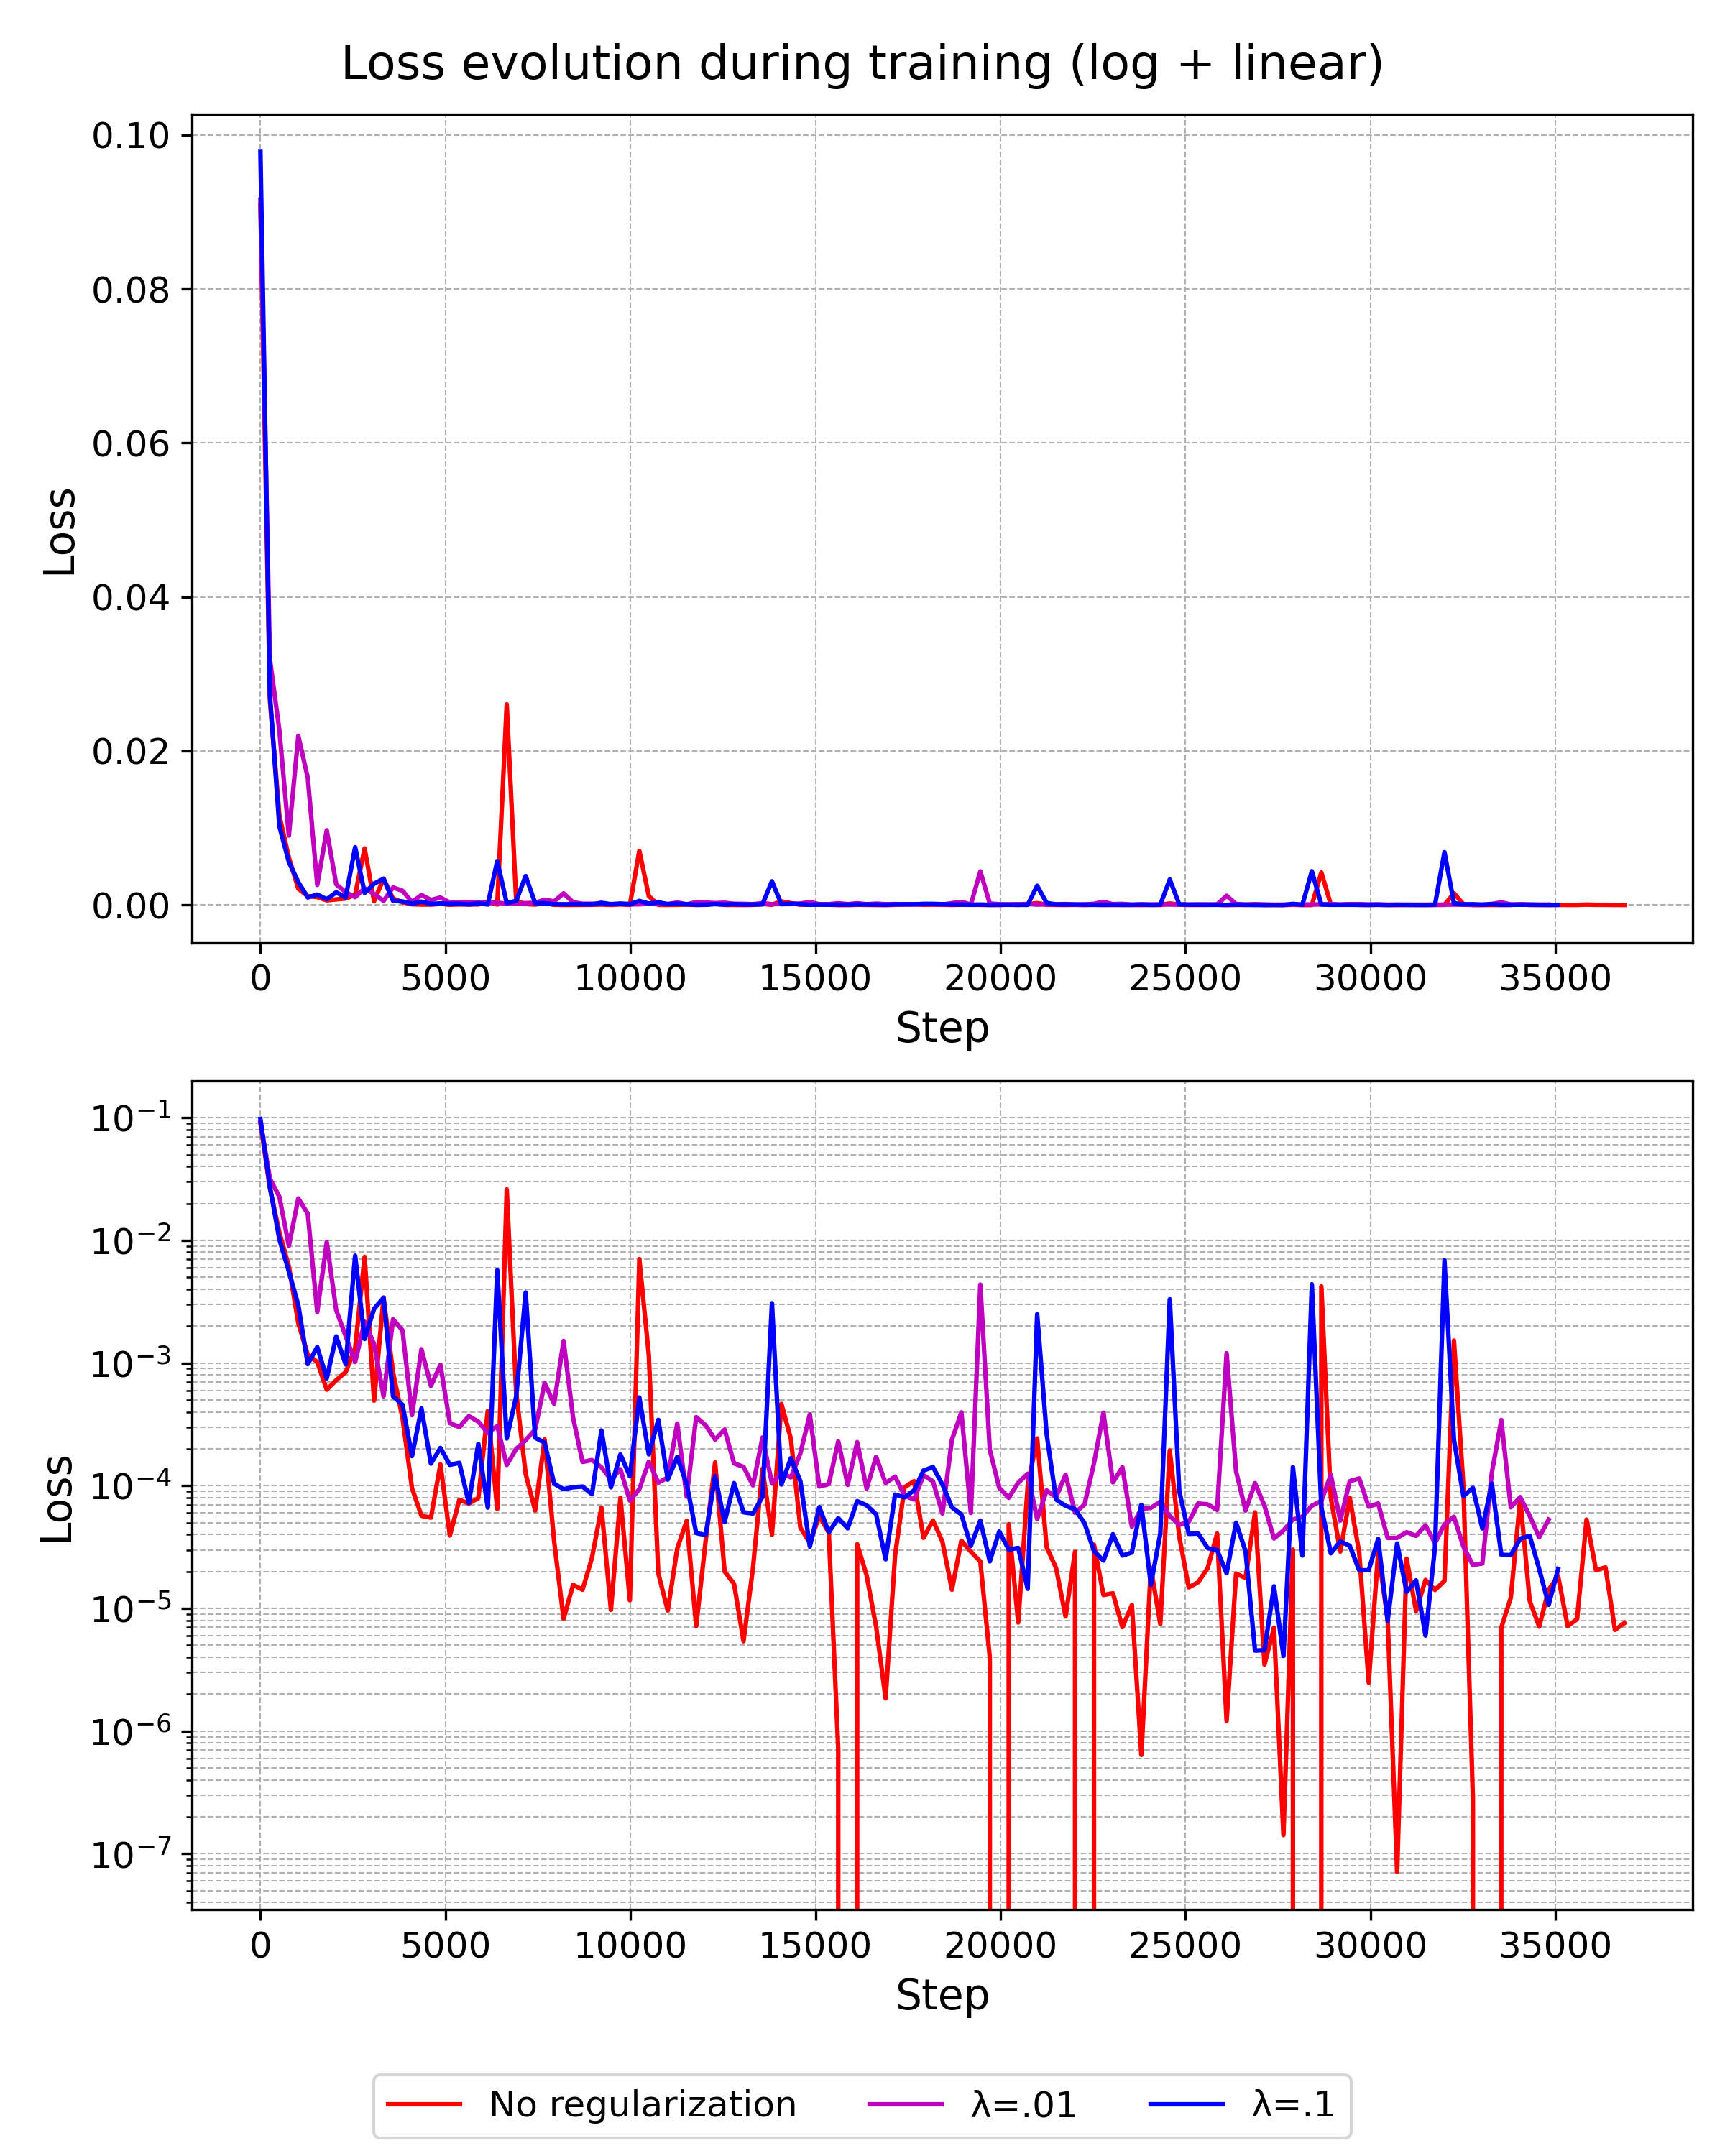 Loss evolution during training (log + linear)
0.10
0.08
0.06
0.04
0.02
0.00
Loss
0 5000 10000 15000 20000 25000 30000 35000
Step
10⁻¹
10⁻²
10⁻³
10⁻⁴
10⁻⁵
10⁻⁶
10⁻⁷
Loss
0 5000 10000 15000 20000 25000 30000 35000
Step
No regularization λ=.01 λ=.1